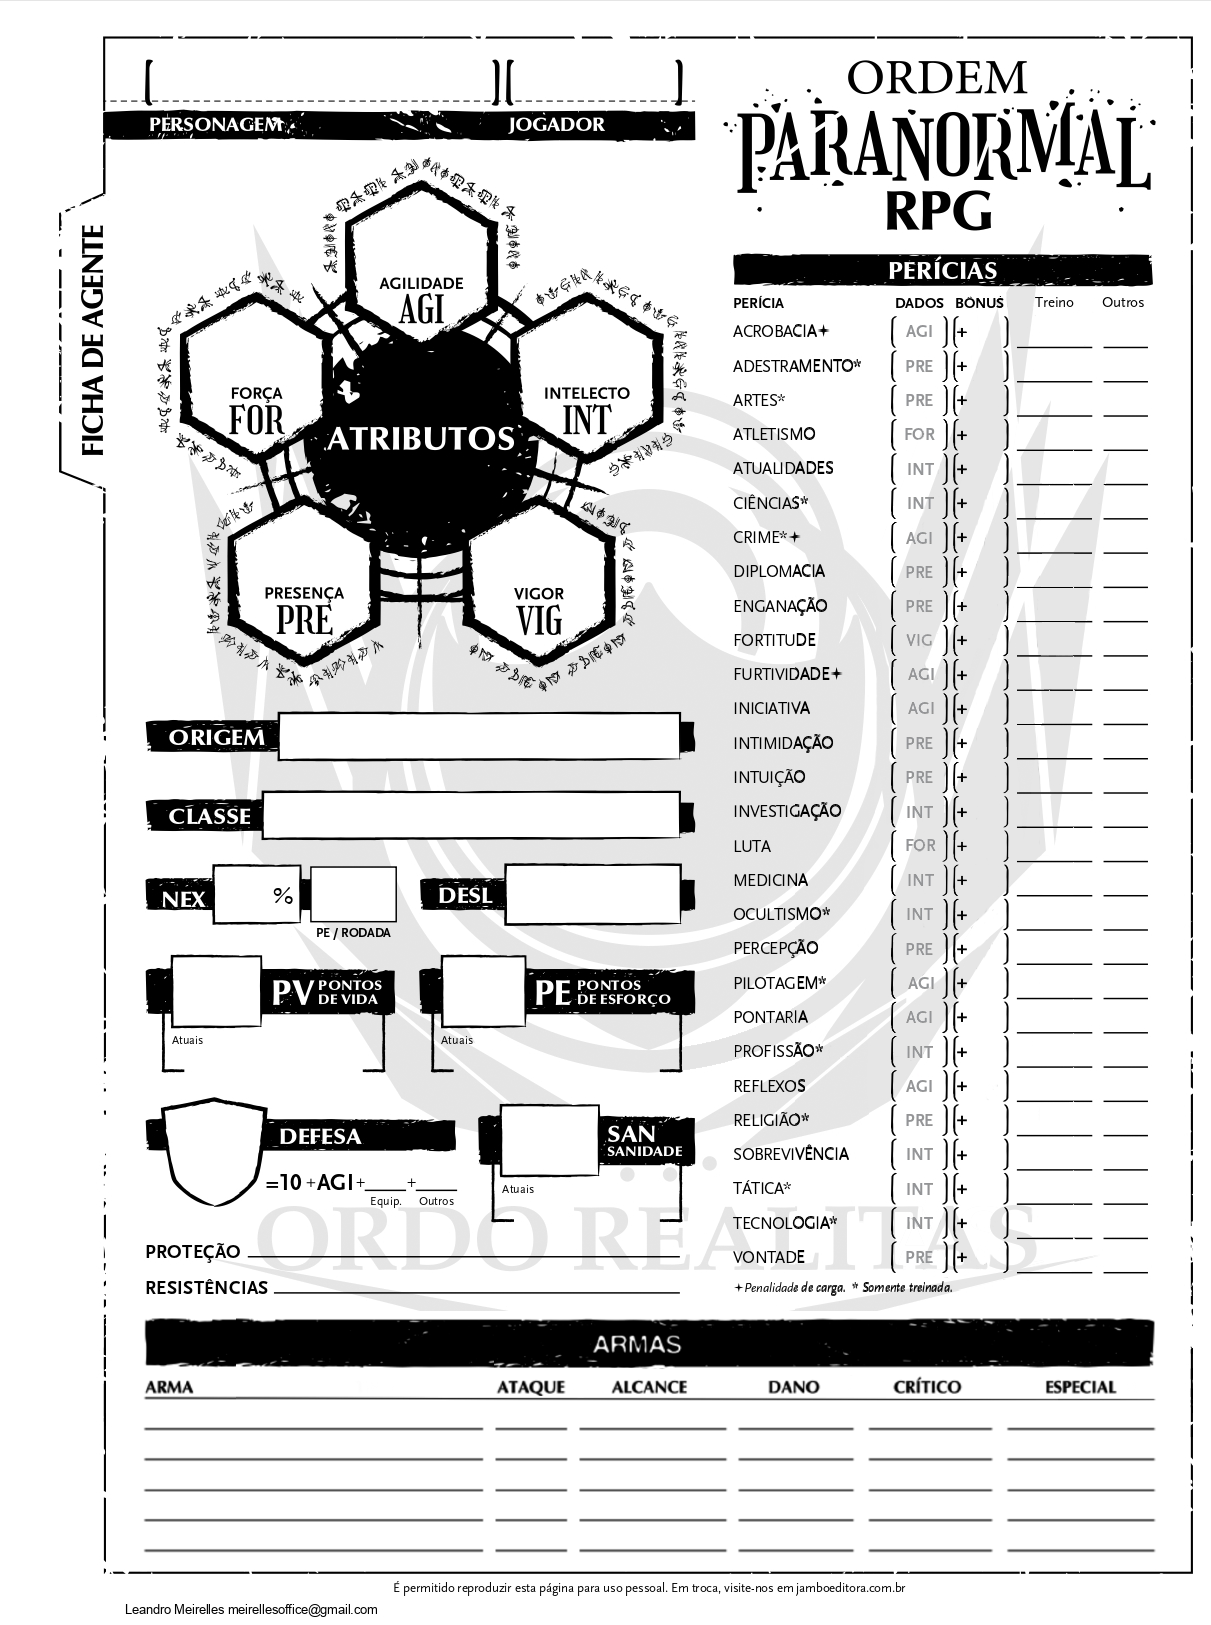 PERSONAGEM JOGADOR
FICHA DE AGENTE
ORDEM
PARANORMAL
RPG
AGILIDADE
AGI
FORÇA
FOR
INTELECTO
INT
ATRIBUTOS
PRESENÇA
PRE
VIGOR
VIG
ORIGEM
CLASSE
NEX %
PE / RODADA
DESL
PV PONTOS
DE VIDA
Atuais
PE PONTOS
DE ESFORÇO
Atuais
DEFESA
=10 +AGI+ +
Equip. Outros
SAN
SANIDADE
Atuais
PROTEÇÃO
RESISTÊNCIAS
PERÍCIAS
PERÍCIA DADOS BÔNUS Treino Outros
ACROBACIA✦ ( AGI ) (+ )
ADESTRAMENTO* ( PRE ) (+ )
ARTES* ( PRE ) (+ )
ATLETISMO ( FOR ) (+ )
ATUALIDADES ( INT ) (+ )
CIÊNCIAS* ( INT ) (+ )
CRIME*✦ ( AGI ) (+ )
DIPLOMACIA ( PRE ) (+ )
ENGANAÇÃO ( PRE ) (+ )
FORTITUDE ( VIG ) (+ )
FURTIVIDADE✦ ( AGI ) (+ )
INICIATIVA ( AGI ) (+ )
INTIMIDAÇÃO ( PRE ) (+ )
INTUIÇÃO ( PRE ) (+ )
INVESTIGAÇÃO ( INT ) (+ )
LUTA ( FOR ) (+ )
MEDICINA ( INT ) (+ )
OCULTISMO* ( INT ) (+ )
PERCEPÇÃO ( PRE ) (+ )
PILOTAGEM* ( AGI ) (+ )
PONTARIA ( AGI ) (+ )
PROFISSÃO* ( INT ) (+ )
REFLEXOS ( AGI ) (+ )
RELIGIÃO* ( PRE ) (+ )
SOBREVIVÊNCIA ( INT ) (+ )
TÁTICA* ( INT ) (+ )
TECNOLOGIA* ( INT ) (+ )
VONTADE ( PRE ) (+ )
✦Penalidade de carga. * Somente treinada.
ORDO REALITAS
ARMAS
ARMA ATAQUE ALCANCE DANO CRÍTICO ESPECIAL
É permitido reproduzir esta página para uso pessoal. Em troca, visite-nos em jamboeditora.com.br
Leandro Meirelles meirellesoffice@gmail.com